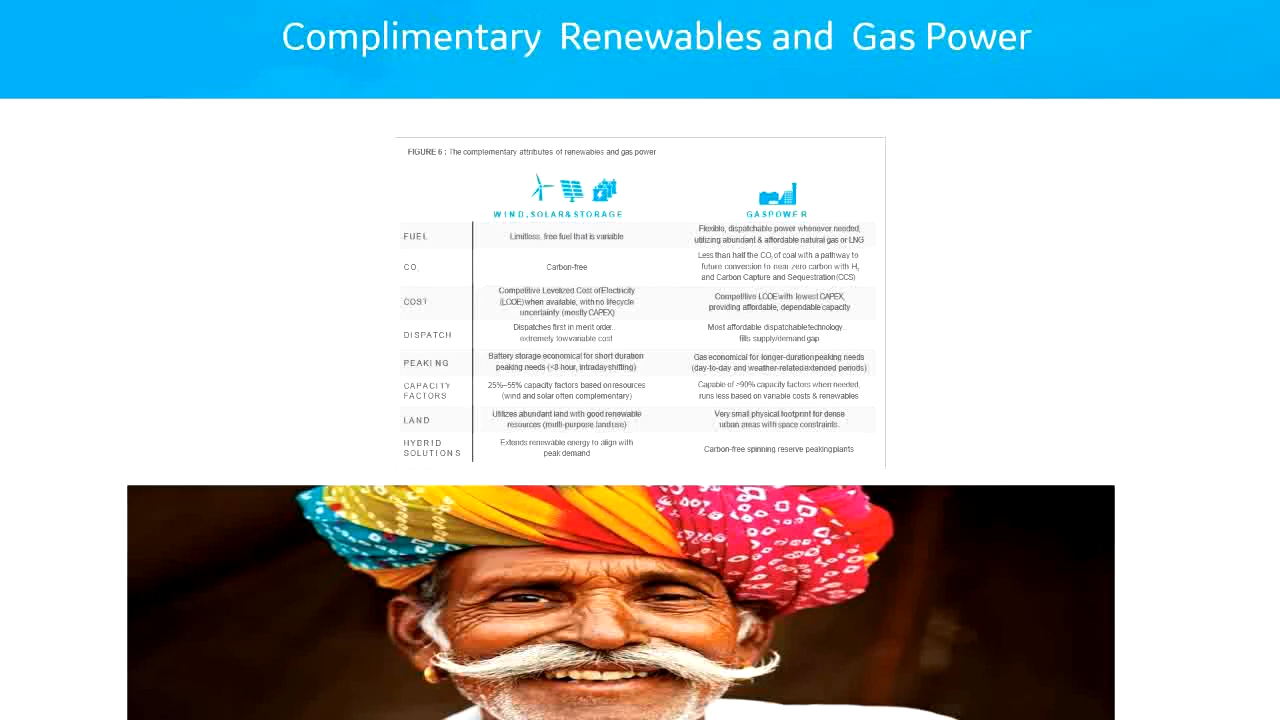 Complimentary Renewables and Gas Power
FIGURE 6 : The complementary attributes of renewables and gas power
WIND, SOLAR & STORAGE
GAS POWER
FUEL
Limitless, free fuel that is variable
Flexible, dispatchable power whenever needed,
utilizing abundant & affordable natural gas or LNG
CO
Carbon-free
Less than half the CO2 of coal with a pathway to
future conversion to near-zero carbon with H2
and Carbon Capture and Sequestration (CCS)
COST
Competitive Levelized Cost of Electricity
(LCOE) when available, with no lifecycle
uncertainty (mostly CAPEX)
Competitive LCOE with lowest CAPEX,
providing affordable, dependable capacity
DISPATCH
Dispatches first in merit order..
extremely low variable cost
Most affordable dispatchable technology..
fills supply/demand gap
PEAKING
Battery storage economical for short duration
peaking needs (<8 hour, intraday shifting)
Gas economical for longer-duration peaking needs
(day-to-day and weather-related extended periods)
CAPACITY
FACTORS
25%–55% capacity factors based on resources
(wind and solar often complementary)
Capable of >90% capacity factors when needed,
runs less based on variable costs & renewables
LAND
Utilizes abundant land with good renewable
resources (multi-purpose land use)
Very small physical footprint for dense
urban areas with space constraints.
HYBRID
SOLUTIONS
Extends renewable energy to align with
peak demand
Carbon-free spinning reserve peaking plants